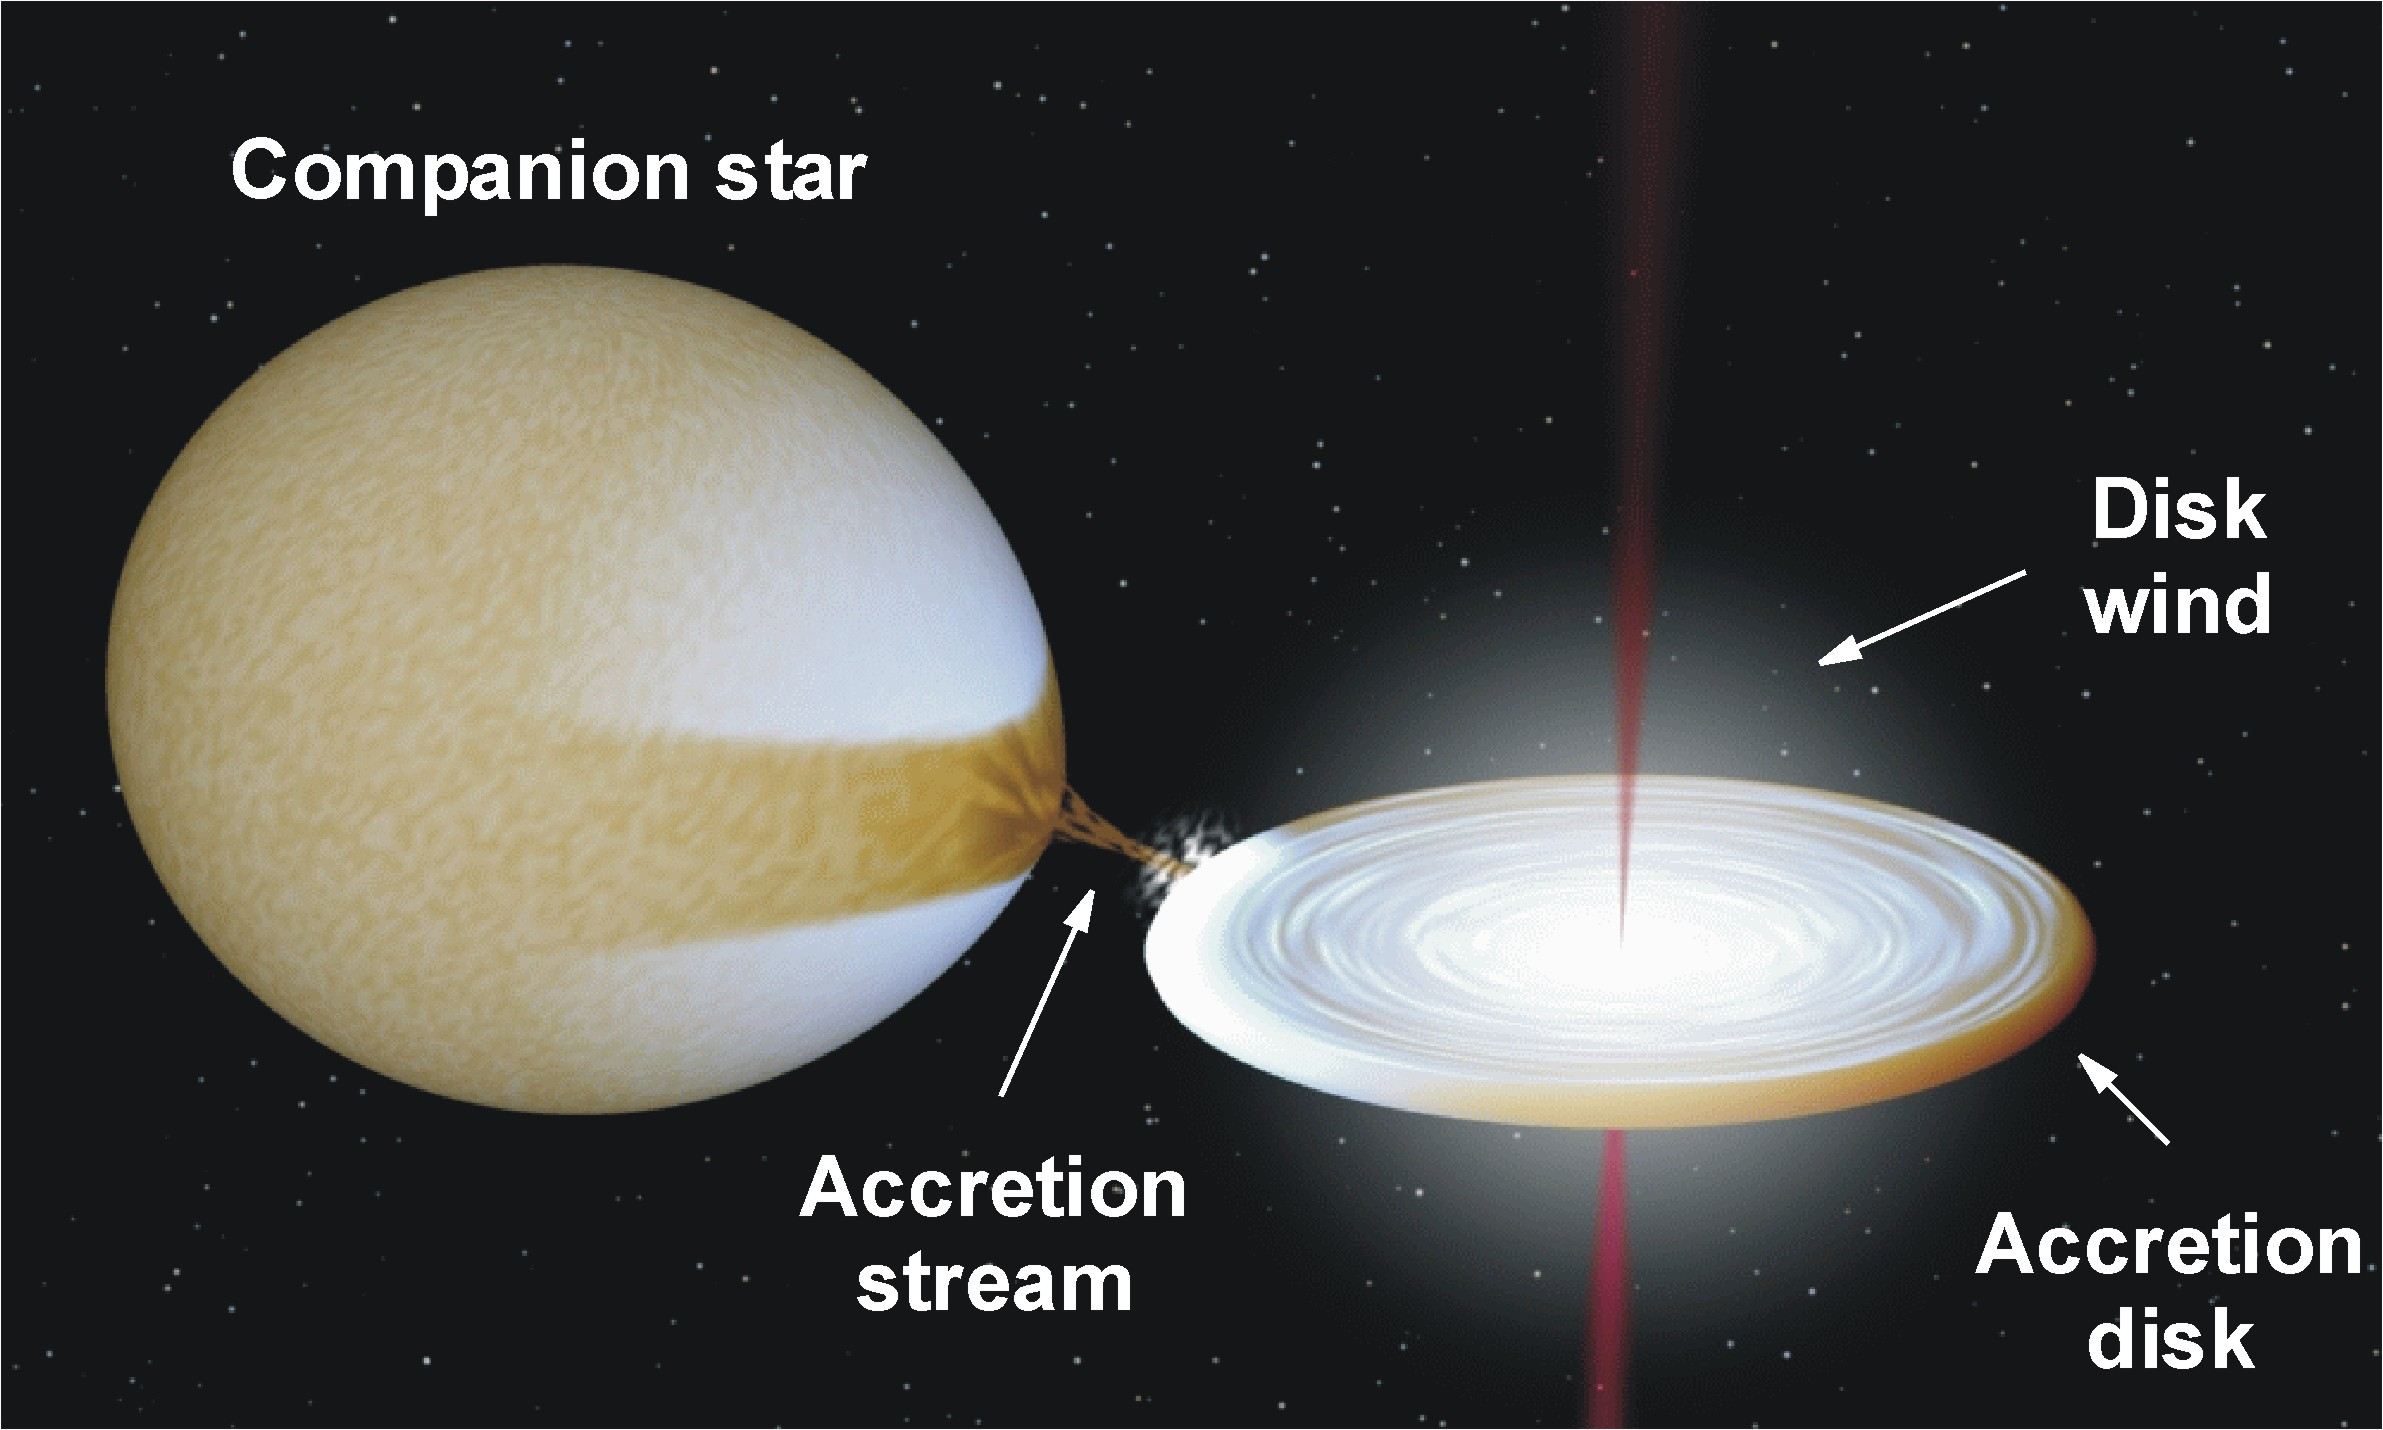 Companion star
Disk
wind
Accretion
stream
Accretion
disk